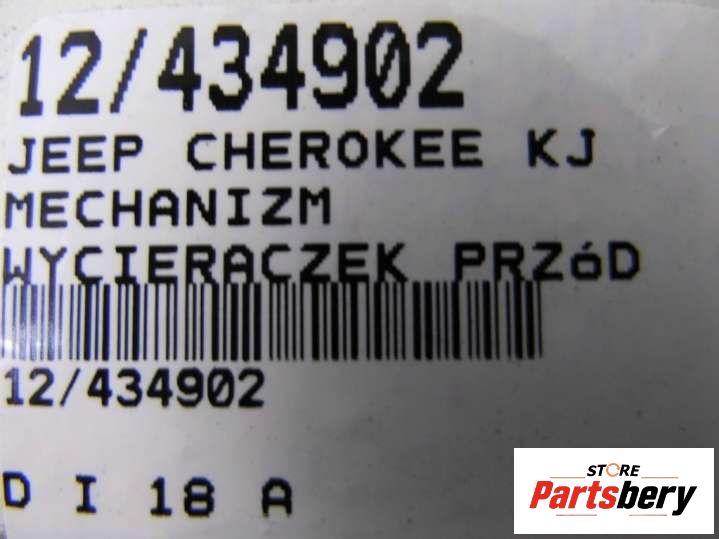 12/434902
JEEP CHEROKEE KJ
MECHANIZM
WYCIERACZEK PRZóD
12/434902
D I 18 A
STORE
Partsbery